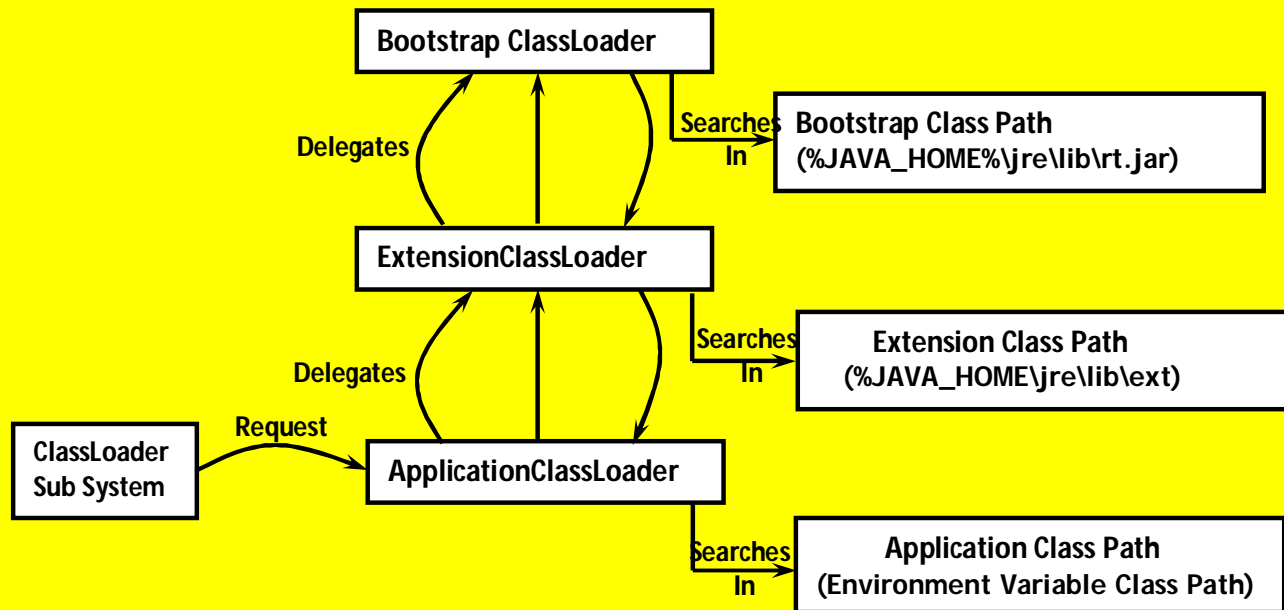 Bootstrap ClassLoader
Delegates
Searches
In
Bootstrap Class Path
(%JAVA_HOME%\jre\lib\rt.jar)
ExtensionClassLoader
Delegates
Searches
In
Extension Class Path
(%JAVA_HOME\jre\lib\ext)
ClassLoader
Sub System
Request
ApplicationClassLoader
Searches
In
Application Class Path
(Environment Variable Class Path)